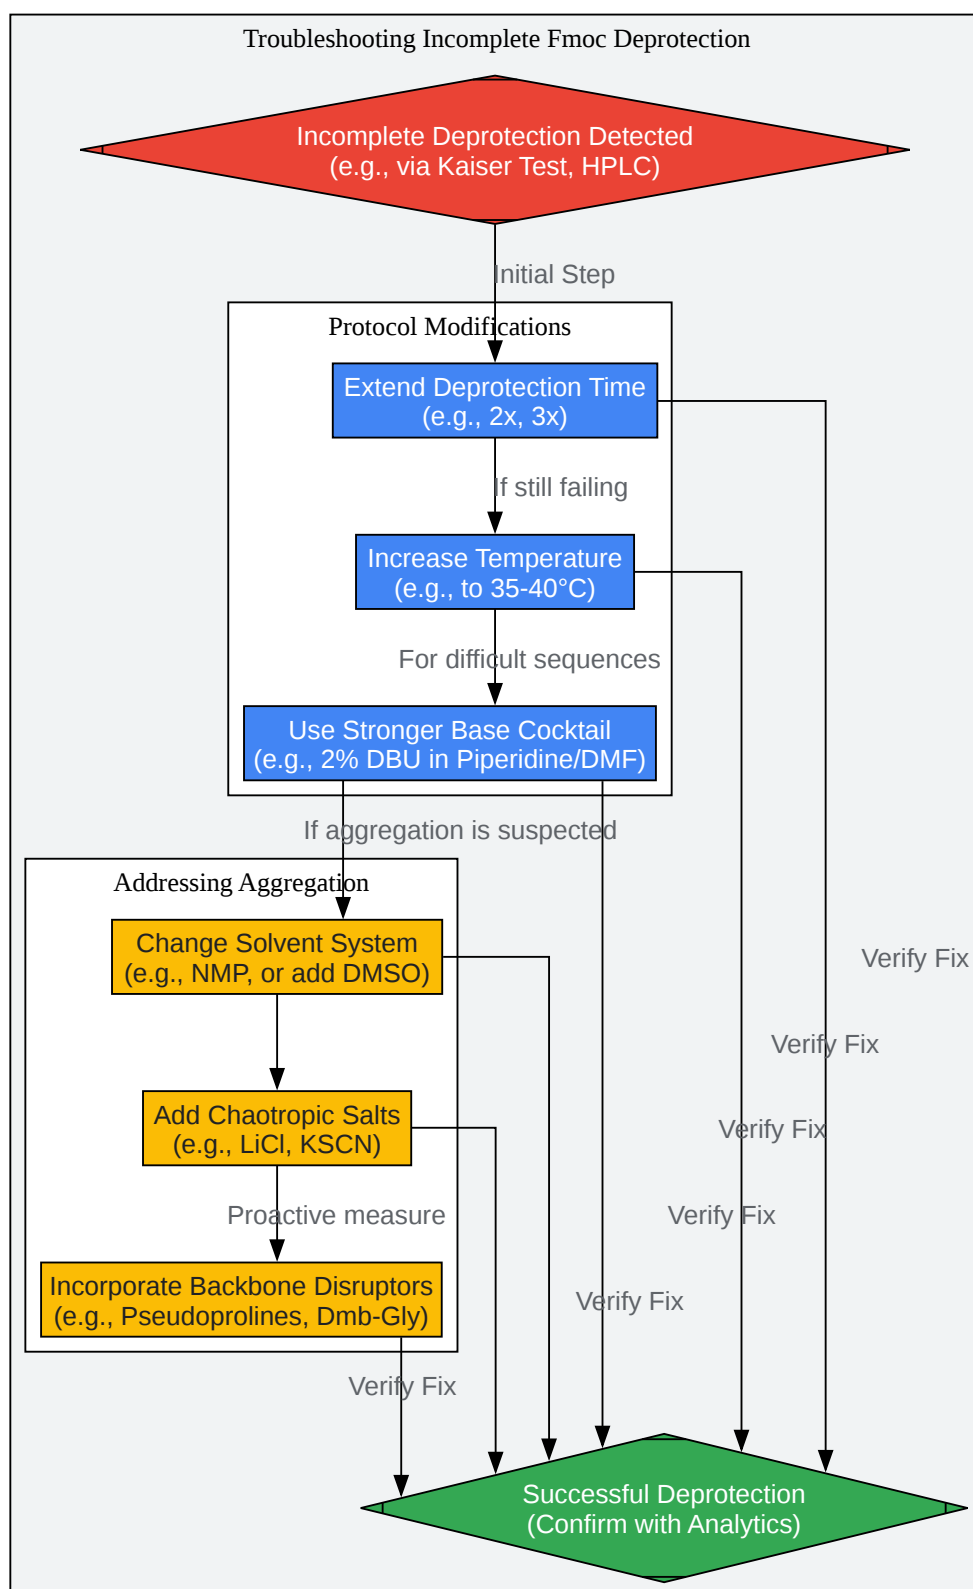 Troubleshooting Incomplete Fmoc Deprotection
Incomplete Deprotection Detected
(e.g., via Kaiser Test, HPLC)
Initial Step
Protocol Modifications
Extend Deprotection Time
(e.g., 2x, 3x)
If still failing
Increase Temperature
(e.g., to 35-40°C)
For difficult sequences
Use Stronger Base Cocktail
(e.g., 2% DBU in Piperidine/DMF)
If aggregation is suspected
Addressing Aggregation
Change Solvent System
(e.g., NMP, or add DMSO)
Verify Fix
Verify Fix
Add Chaotropic Salts
(e.g., LiCl, KSCN)
Verify Fix
Proactive measure
Verify Fix
Incorporate Backbone Disruptors
(e.g., Pseudoprolines, Dmb-Gly)
Verify Fix
Verify Fix
Successful Deprotection
(Confirm with Analytics)